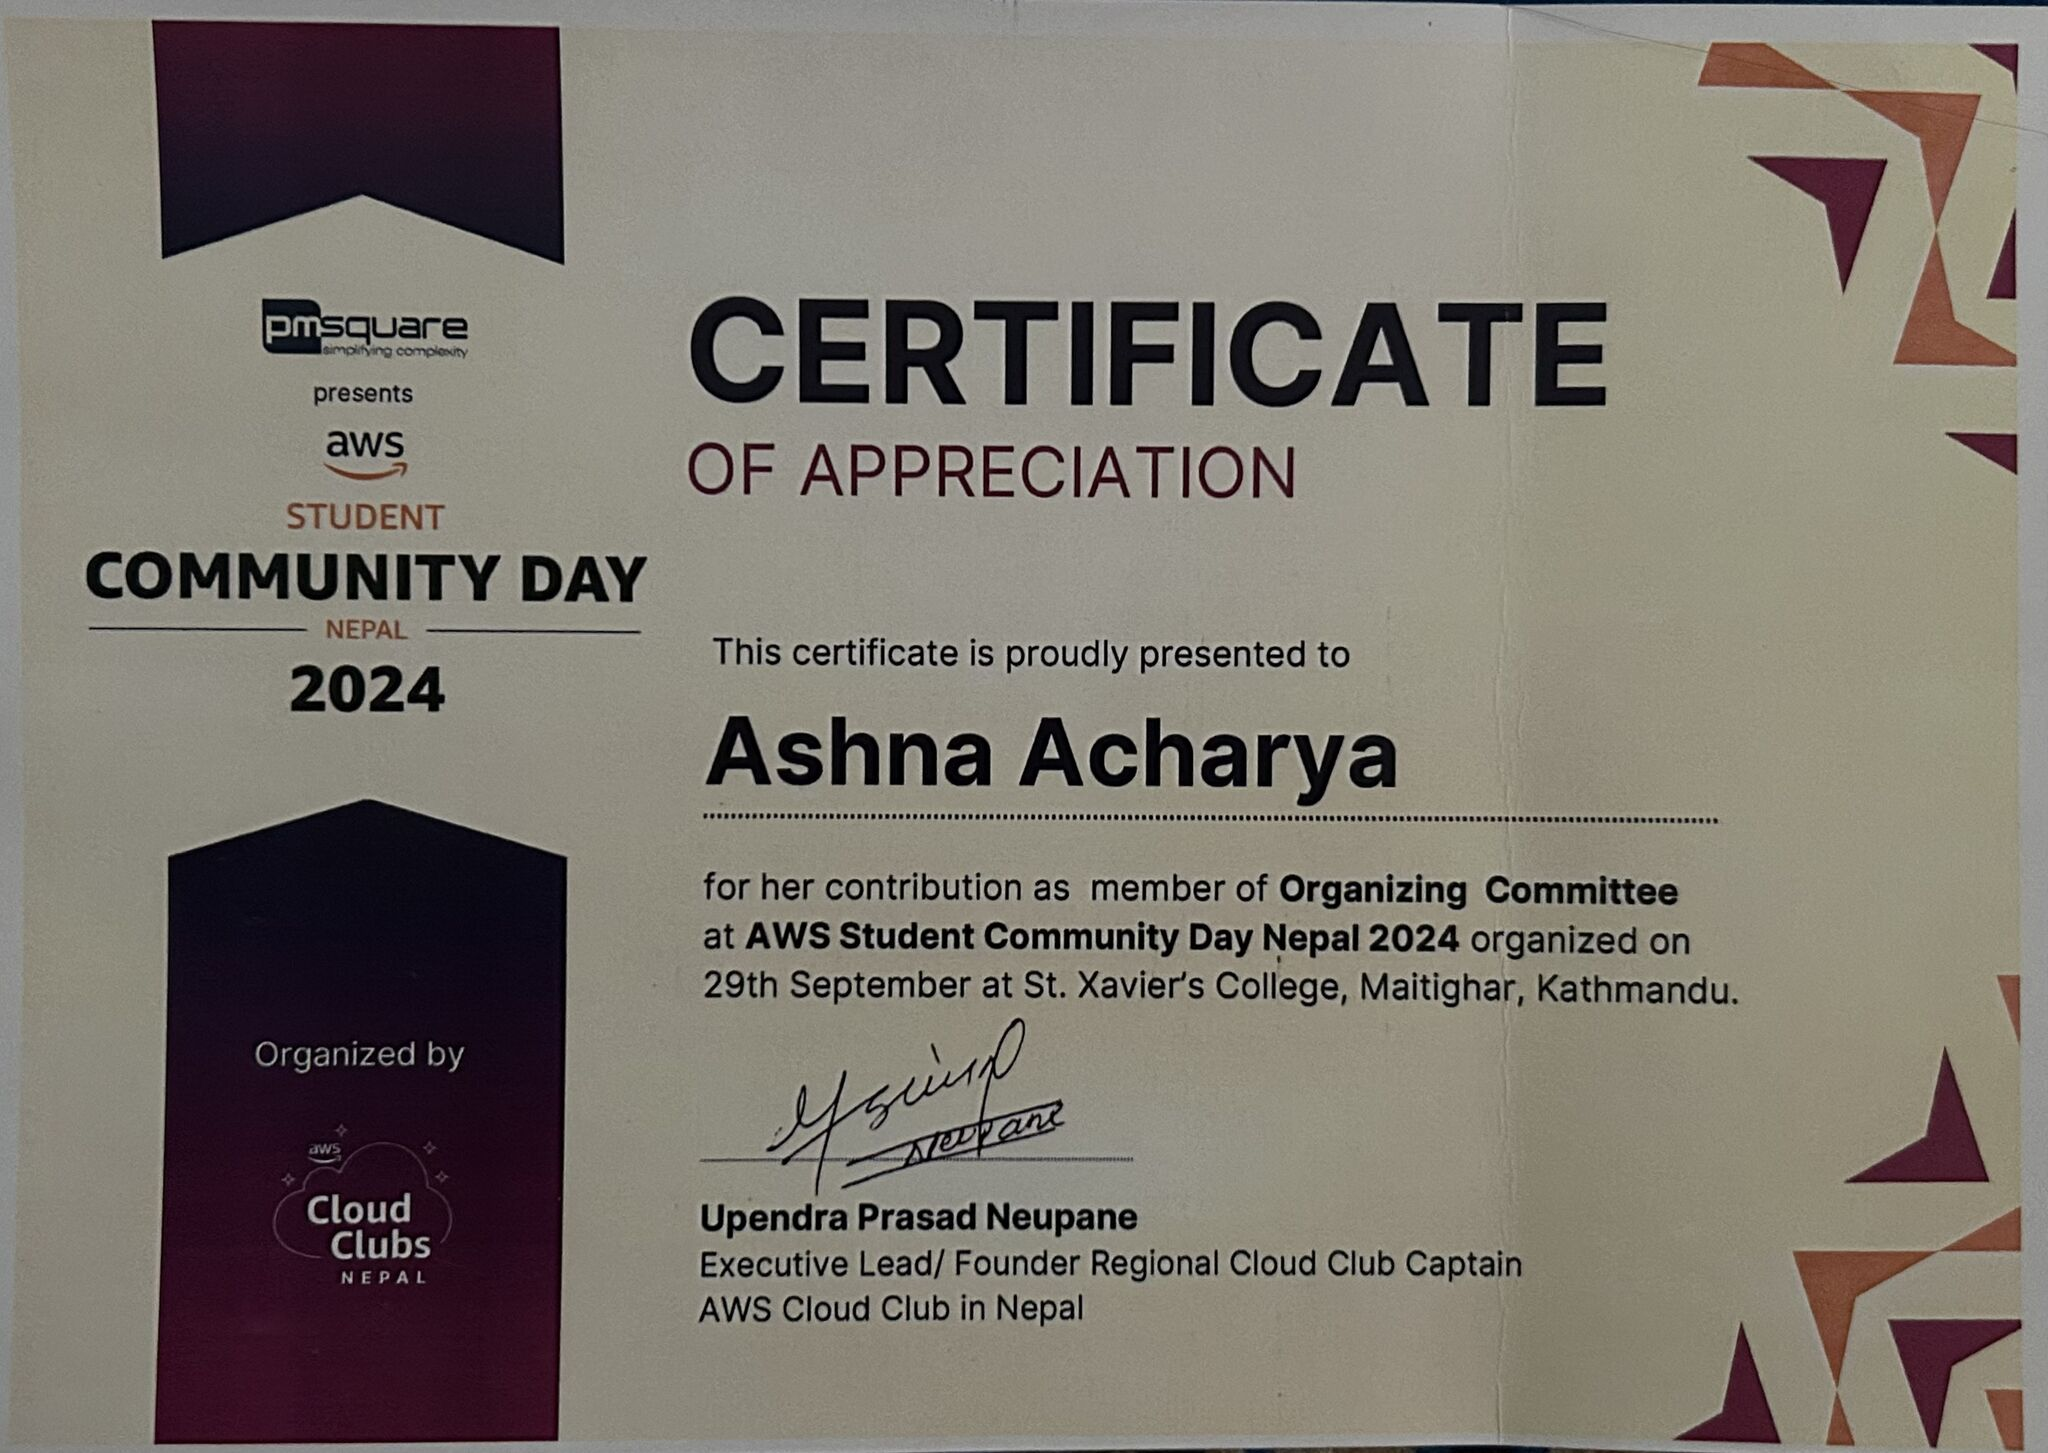 pmsquare
simplifying complexity
presents
aws
STUDENT
COMMUNITY DAY
NEPAL
2024
CERTIFICATE
OF APPRECIATION
This certificate is proudly presented to
Ashna Acharya
for her contribution as member of Organizing Committee
at AWS Student Community Day Nepal 2024 organized on
29th September at St. Xavier's College, Maitighar, Kathmandu.
Neupane
Upendra Prasad Neupane
Executive Lead/ Founder Regional Cloud Club Captain
AWS Cloud Club in Nepal
Organized by
aws
Cloud
Clubs
NEPAL